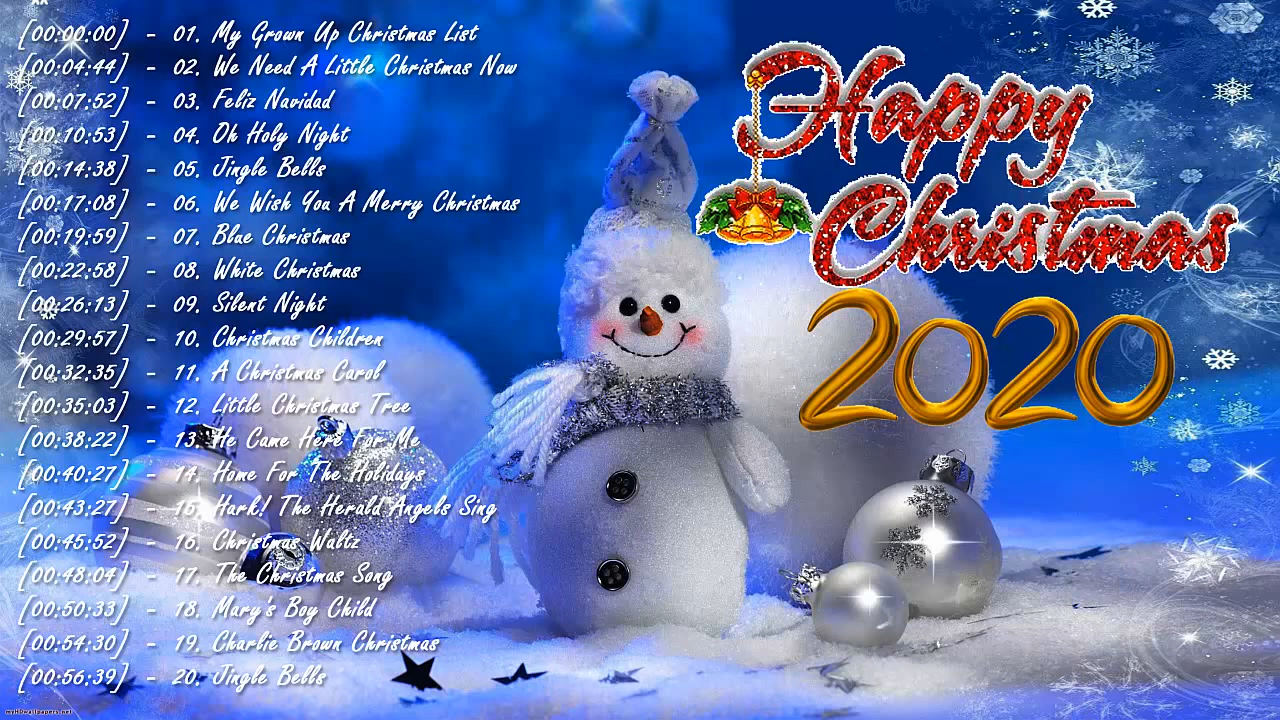 [00:00:00] - 01. My Grown Up Christmas List
[00:04:44] - 02. We Need A Little Christmas Now
[00:07:52] - 03. Feliz Navidad
[00:10:53] - 04. Oh Holy Night
[00:14:38] - 05. Jingle Bells
[00:17:08] - 06. We Wish You A Merry Christmas
[00:19:59] - 07. Blue Christmas
[00:22:58] - 08. White Christmas
[00:26:13] - 09. Silent Night
[00:29:57] - 10. Christmas Children
[00:32:35] - 11. A Christmas Carol
[00:35:03] - 12. Little Christmas Tree
[00:38:22] - 13. He Came Here For Me
[00:40:27] - 14. Home For The Holidays
[00:43:27] - 15. Hark! The Herald Angels Sing
[00:45:52] - 16. Christmas Waltz
[00:48:04] - 17. The Christmas Song
[00:50:33] - 18. Mary's Boy Child
[00:54:30] - 19. Charlie Brown Christmas
[00:56:39] - 20. Jingle Bells
Happy
Christmas
2020
myHDwallpapers.net